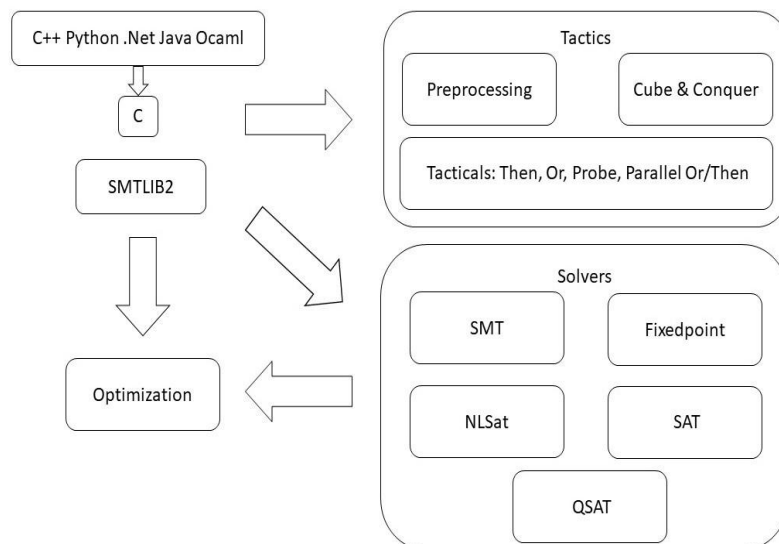 C++ Python .Net Java Ocaml
C
SMTLIB2
Optimization
Tactics
Preprocessing
Cube & Conquer
Tacticals: Then, Or, Probe, Parallel Or/Then
Solvers
SMT
Fixedpoint
NLSat
SAT
QSAT